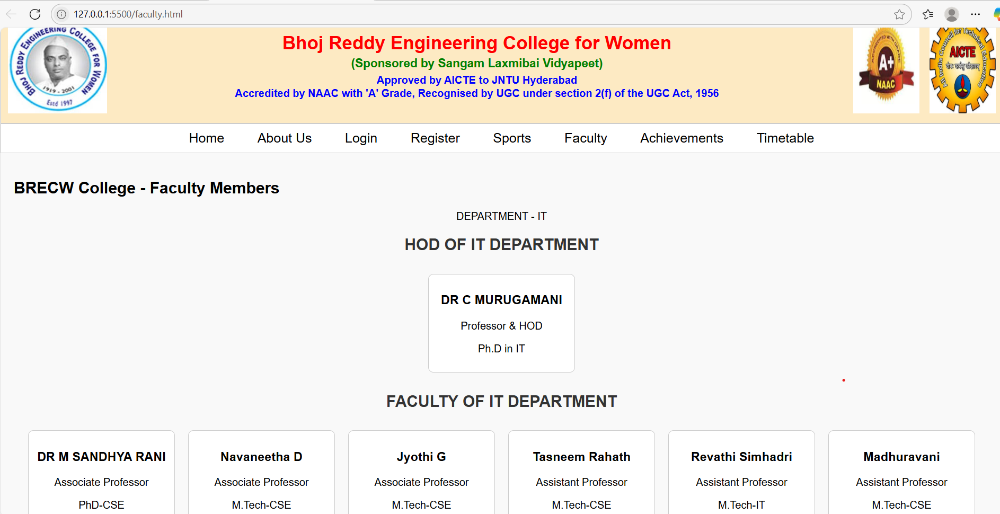 127.0.0.1:5500/faculty.html
BHOJ REDDY ENGINEERING COLLEGE FOR WOMEN
1919 - 2001
Estd 1997
Bhoj Reddy Engineering College for Women
(Sponsored by Sangam Laxmibai Vidyapeet)
Approved by AICTE to JNTU Hyderabad
Accredited by NAAC with 'A' Grade, Recognised by UGC under section 2(f) of the UGC Act, 1956
ACCREDITED WITH GRADE
A+
NAAC
All India Council for Technical Education
AICTE
Home About Us Login Register Sports Faculty Achievements Timetable
BRECW College - Faculty Members
DEPARTMENT - IT
HOD OF IT DEPARTMENT
DR C MURUGAMANI
Professor & HOD
Ph.D in IT
FACULTY OF IT DEPARTMENT
DR M SANDHYA RANI
Associate Professor
PhD-CSE
Navaneetha D
Associate Professor
M.Tech-CSE
Jyothi G
Associate Professor
M.Tech-CSE
Tasneem Rahath
Assistant Professor
M.Tech-CSE
Revathi Simhadri
Assistant Professor
M.Tech-IT
Madhuravani
Assistant Professor
M.Tech-CSE